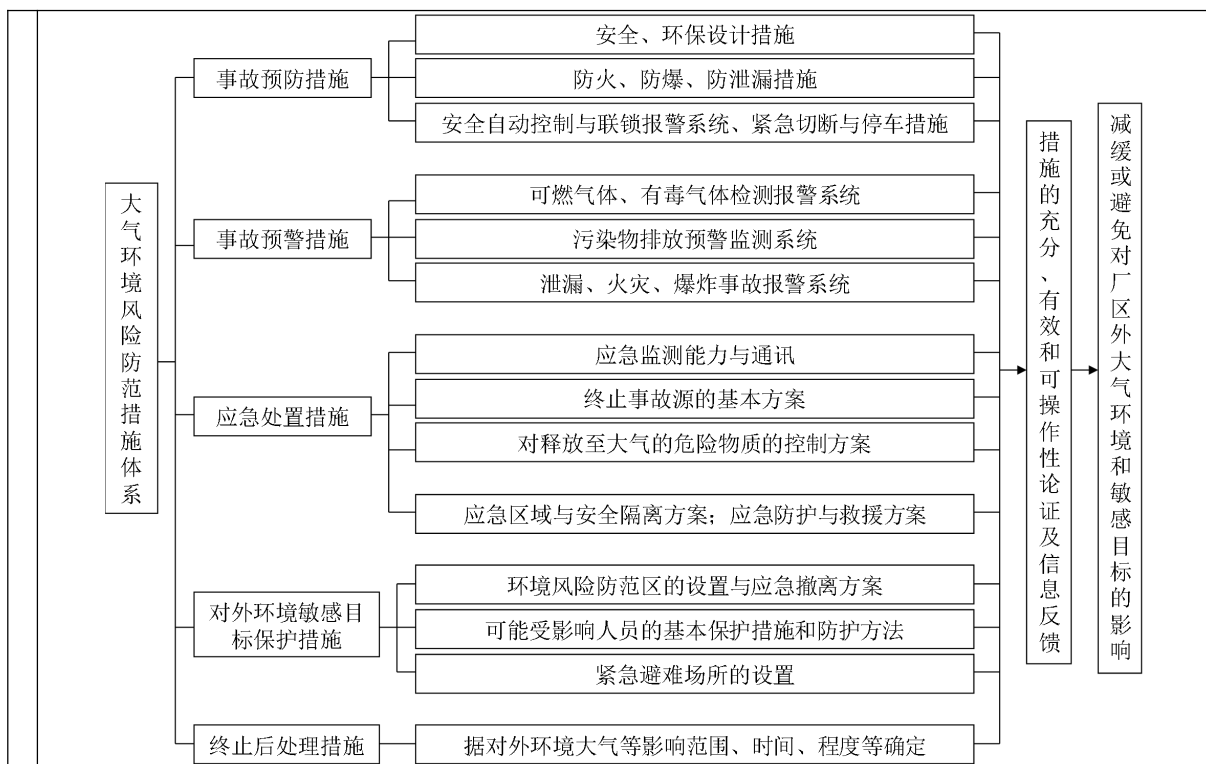 大气环境风险防范措施体系
事故预防措施
安全、环保设计措施
防火、防爆、防泄漏措施
安全自动控制与联锁报警系统、紧急切断与停车措施
事故预警措施
可燃气体、有毒气体检测报警系统
污染物排放预警监测系统
泄漏、火灾、爆炸事故报警系统
应急处置措施
应急监测能力与通讯
终止事故源的基本方案
对释放至大气的危险物质的控制方案
应急区域与安全隔离方案；应急防护与救援方案
对外环境敏感目
标保护措施
环境风险防范区的设置与应急撤离方案
可能受影响人员的基本保护措施和防护方法
紧急避难场所的设置
终止后处理措施
据对外环境大气等影响范围、时间、程度等确定
措施的充分、有效和可操作性论证及信息反馈
减缓或避免对厂区外大气环境和敏感目标的影响